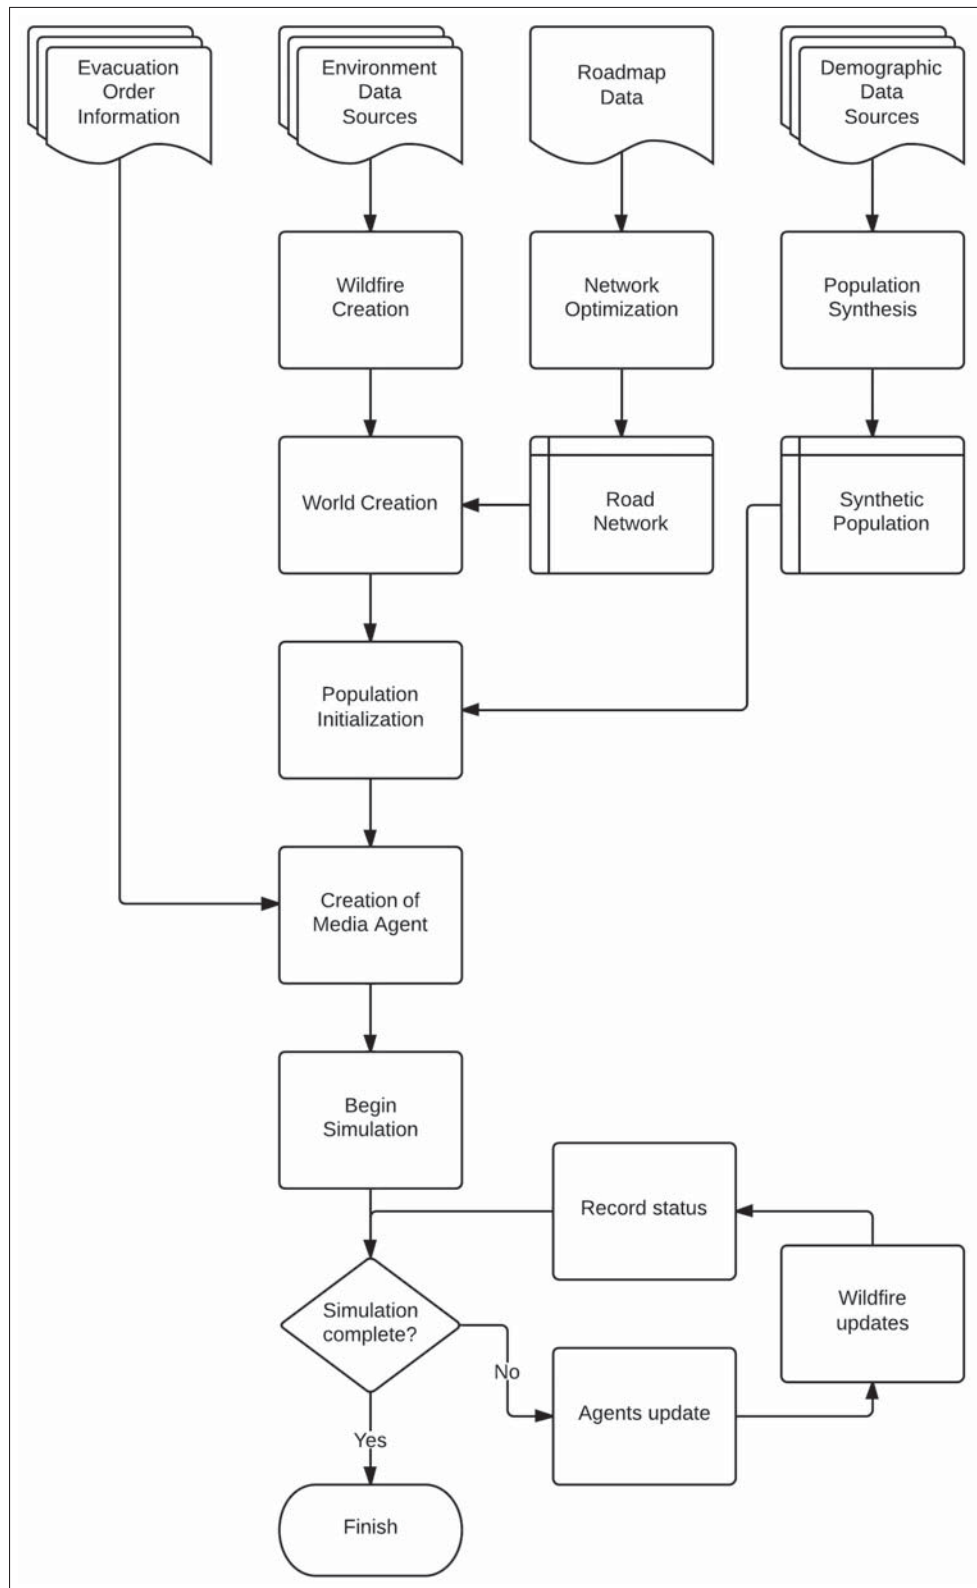 Evacuation
Order
Information
Environment
Data
Sources
Roadmap
Data
Demographic
Data
Sources
Wildfire
Creation
Network
Optimization
Population
Synthesis
World Creation
Road
Network
Synthetic
Population
Population
Initialization
Creation of
Media Agent
Begin
Simulation
Record status
Wildfire
updates
Simulation
complete?
No
Agents update
Yes
Finish